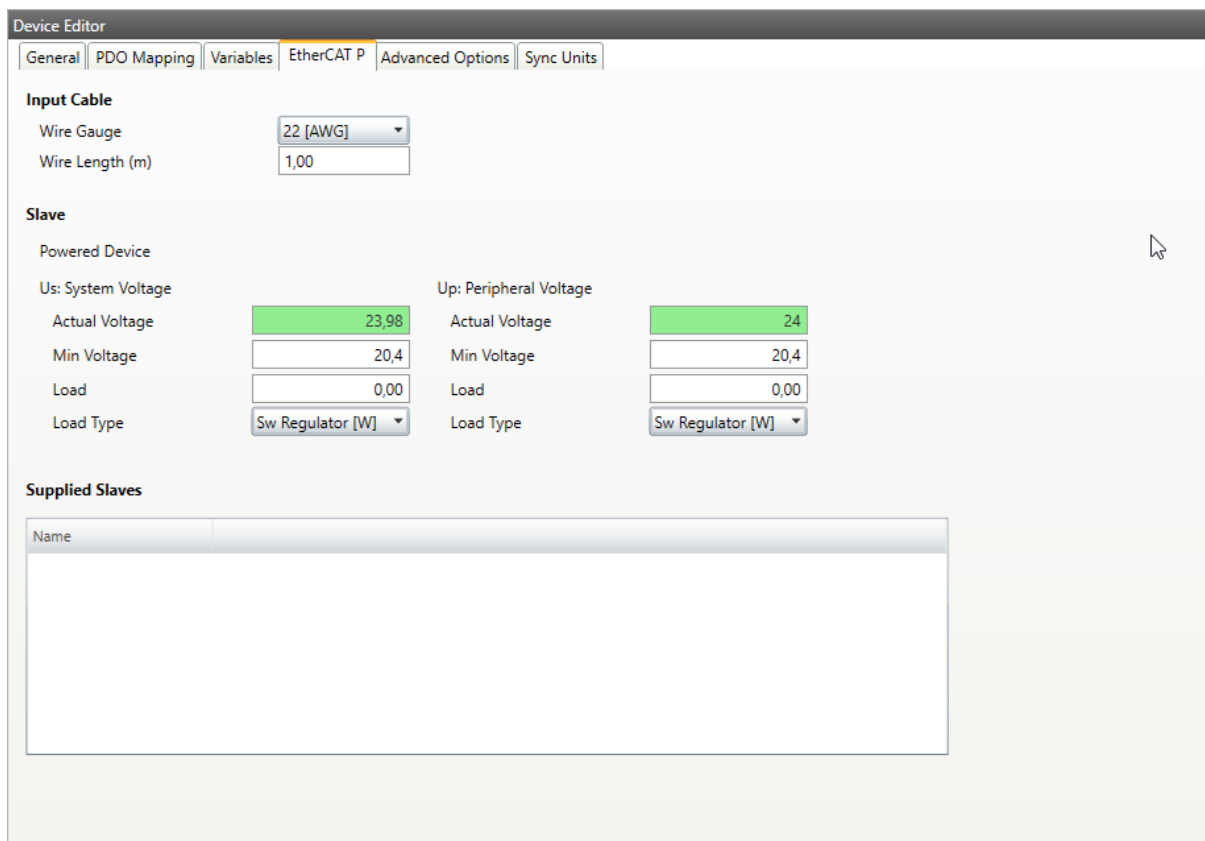 Device Editor
General PDO Mapping Variables EtherCAT P Advanced Options Sync Units
Input Cable
Wire Gauge 22 [AWG]
Wire Length (m) 1,00
Slave
Powered Device
Us: System Voltage Up: Peripheral Voltage
Actual Voltage 23,98 Actual Voltage 24
Min Voltage 20,4 Min Voltage 20,4
Load 0,00 Load 0,00
Load Type Sw Regulator [W] Load Type Sw Regulator [W]
Supplied Slaves
Name